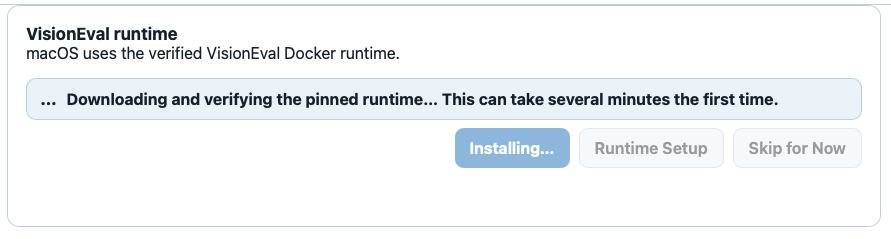 VisionEval runtime
macOS uses the verified VisionEval Docker runtime.
... Downloading and verifying the pinned runtime... This can take several minutes the first time.
Installing... Runtime Setup Skip for Now